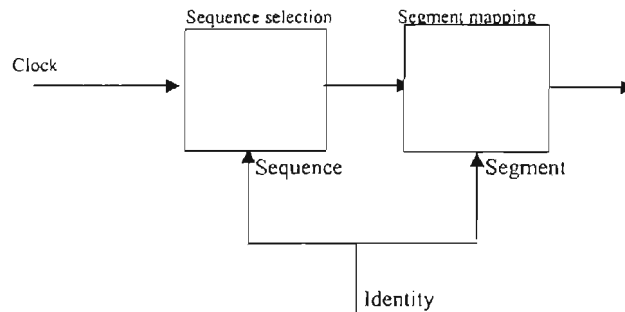 Sequence selection
Segment mapping
Clock
Sequence
Segment
Identity